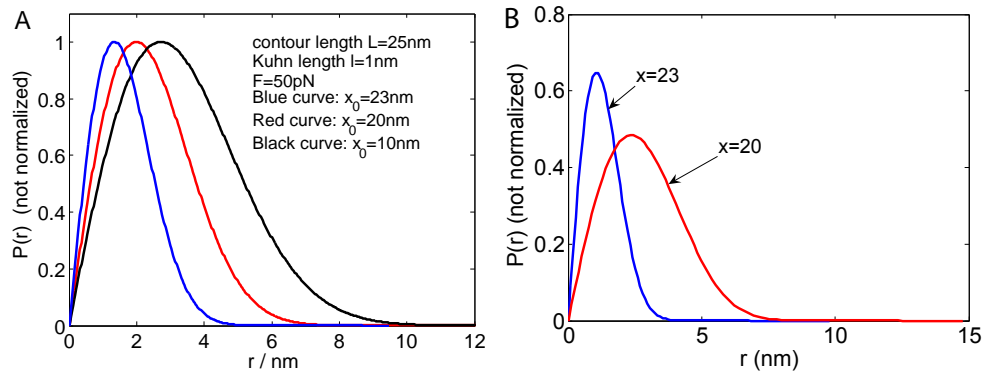 A
contour length L=25nm
Kuhn length l=1nm
F=50pN
Blue curve: x₀=23nm
Red curve: x₀=20nm
Black curve: x₀=10nm
P(r) (not normalized)
1
0.8
0.6
0.4
0.2
0
0 2 4 6 8 10 12
r / nm
B
x=23
x=20
P(r) (not normalized)
0.8
0.6
0.4
0.2
0
0 5 10 15
r (nm)